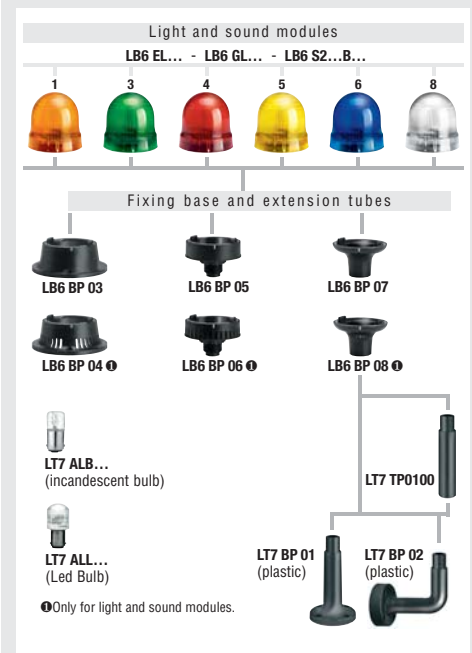 Light and sound modules
LB6 EL... - LB6 GL... - LB6 S2...B...
1 3 4 5 6 8
Fixing base and extension tubes
LB6 BP 03 LB6 BP 05 LB6 BP 07
LB6 BP 04 ❶ LB6 BP 06 ❶ LB6 BP 08 ❶
LT7 ALB...
(incandescent bulb)
LT7 TP0100
LT7 ALL...
(Led Bulb)
LT7 BP 01 LT7 BP 02
(plastic) (plastic)
❶Only for light and sound modules.